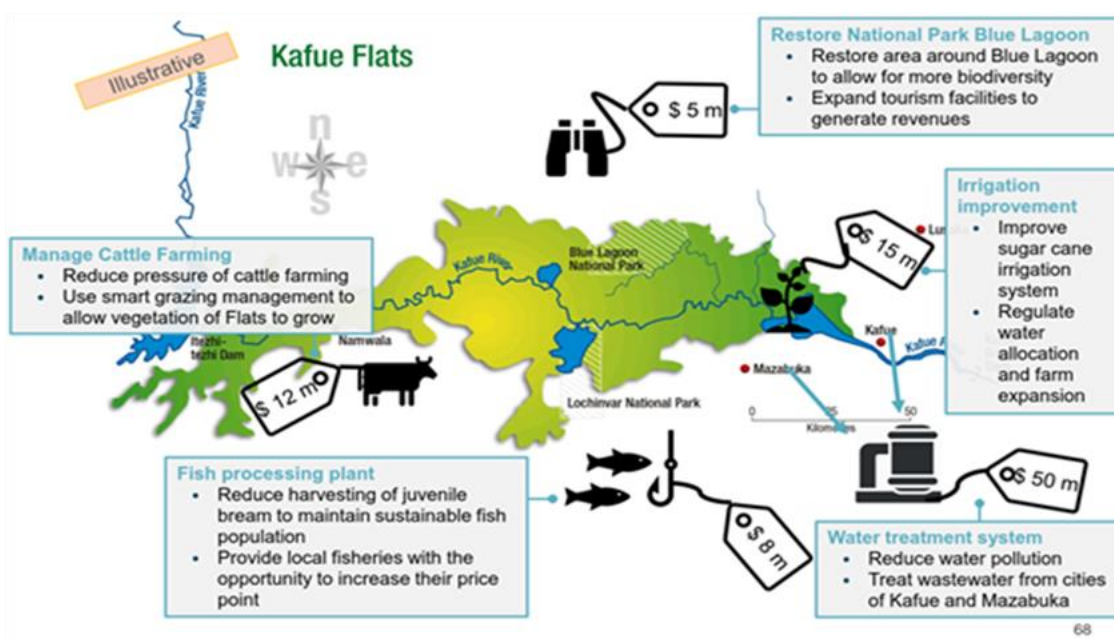 Illustrative
Kafue River
Kafue Flats
n
w e
s
$ 5 m
Restore National Park Blue Lagoon
• Restore area around Blue Lagoon
to allow for more biodiversity
• Expand tourism facilities to
generate revenues
Irrigation
improvement
• Improve
sugar cane
irrigation
system
• Regulate
water
allocation
and farm
expansion
$ 15 m
Manage Cattle Farming
• Reduce pressure of cattle farming
• Use smart grazing management to
allow vegetation of Flats to grow
Kafue River
Blue Lagoon
National Park
Itezhi-
tezhi Dam
Namwala
$ 12 m
Kafue
Kafue
Mazabuka
Lochinvar National Park
0 25 50
Kilometres
Fish processing plant
• Reduce harvesting of juvenile
bream to maintain sustainable fish
population
• Provide local fisheries with the
opportunity to increase their price
point
$ 8 m
$ 50 m
Water treatment system
• Reduce water pollution
• Treat wastewater from cities
of Kafue and Mazabuka
68